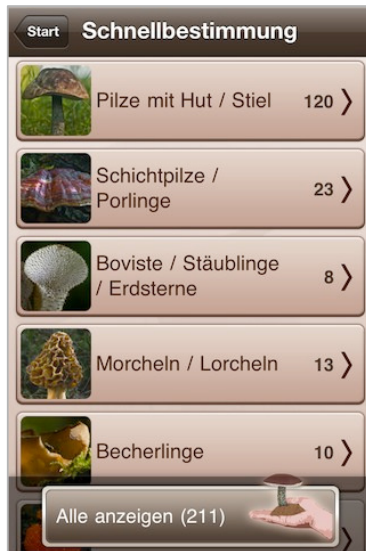 Start Schnellbestimmung
Pilze mit Hut / Stiel 120
Schichtpilze /
Porlinge 23
Boviste / Stäublinge
/ Erdsterne 8
Morcheln / Lorcheln 13
Becherlinge 10
Alle anzeigen (211)